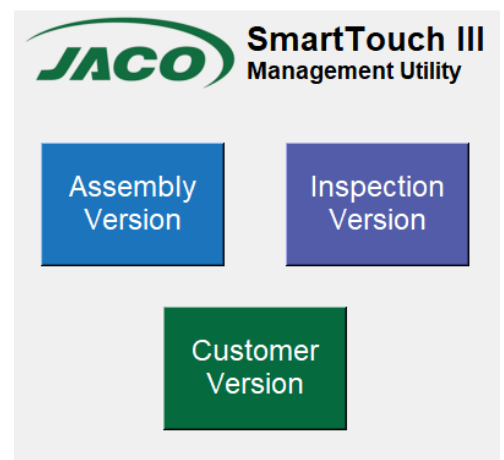 JACO
SmartTouch III
Management Utility
Assembly
Version
Inspection
Version
Customer
Version